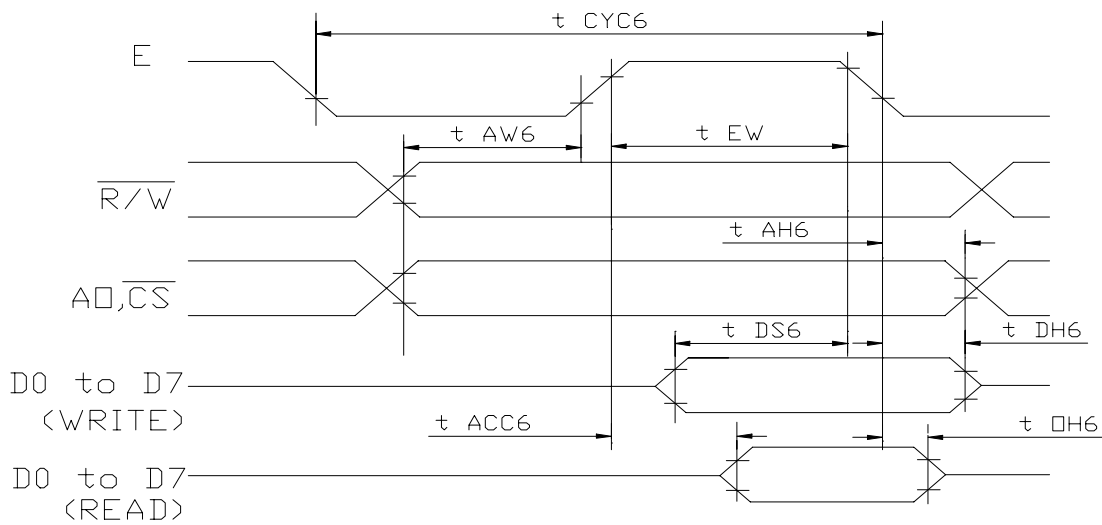 t CYC6
E
t AW6
t EW
R/W
t AH6
A0,CS
t DS6
t DH6
D0 to D7
(WRITE)
t ACC6
t OH6
D0 to D7
(READ)